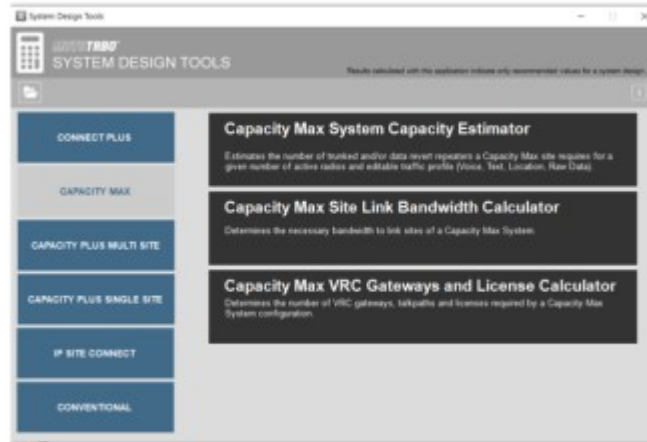 System Design Tools
MOTOTRBO
SYSTEM DESIGN TOOLS
Results calculated with this application indicate only recommended values for a system design.
CONNECT PLUS
CAPACITY MAX
CAPACITY PLUS MULTI SITE
CAPACITY PLUS SINGLE SITE
IP SITE CONNECT
CONVENTIONAL
Capacity Max System Capacity Estimator
Estimates the number of trunked and/or data revert repeaters a Capacity Max site requires for a
given number of active radios and editable traffic profile (Voice, Text, Location, Raw Data).
Capacity Max Site Link Bandwidth Calculator
Determines the necessary bandwidth to link sites of a Capacity Max System.
Capacity Max VRC Gateways and License Calculator
Determines the number of VRC gateways, talkpaths and licenses required by a Capacity Max
System configuration.